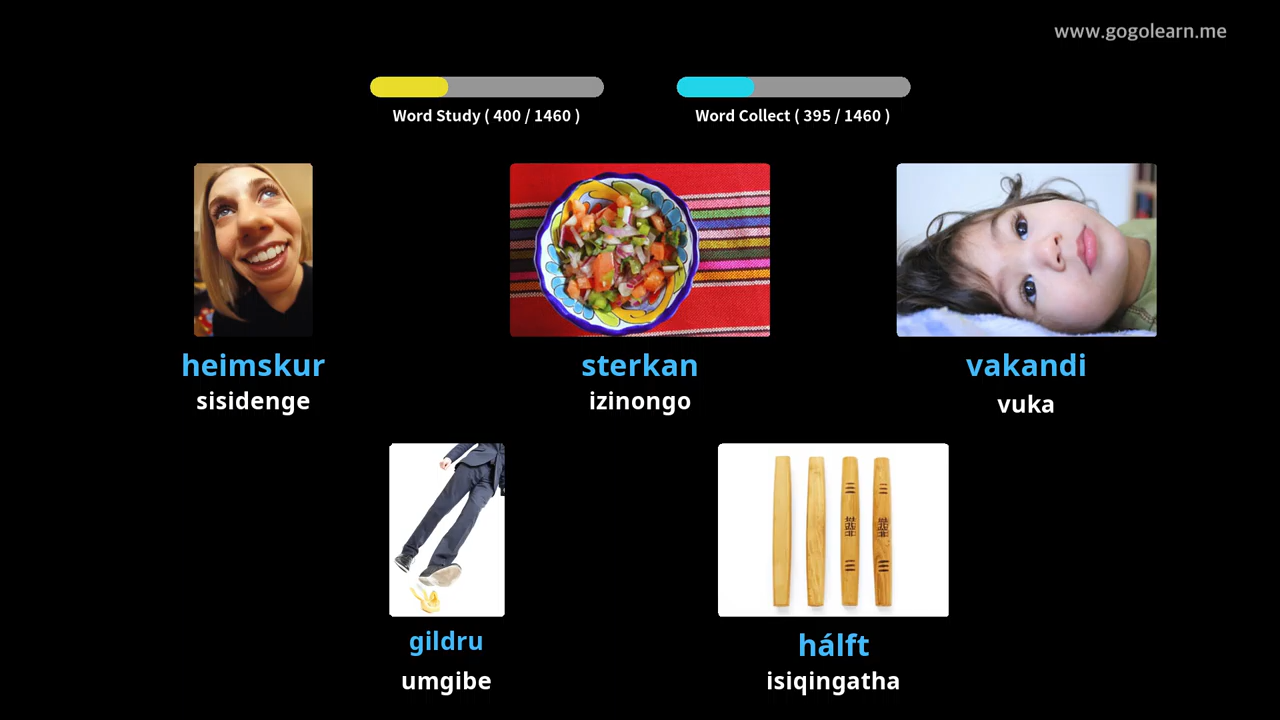 www.gogolearn.me
Word Study ( 400 / 1460 )
Word Collect ( 395 / 1460 )
heimskur
sisidenge
sterkan
izinongo
vakandi
vuka
gildru
umgibe
hálft
isiqingatha